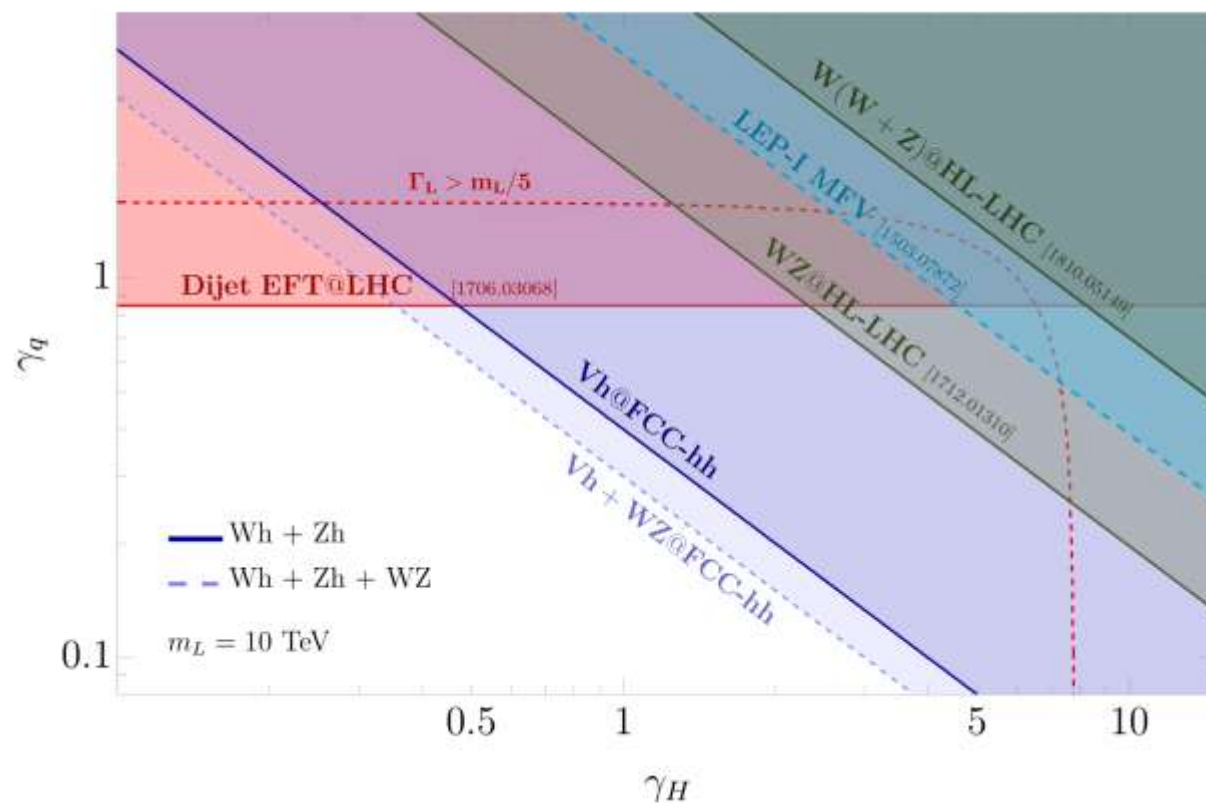 W(W + Z)@HL-LHC [1810.05149]
LEP-I MFV [1503.07872]
Γ_L > m_L/5
WZ@HL-LHC [1712.01310]
1
Dijet EFT@LHC [1706.03068]
γ_q
Vh@FCC-hh
Vh + WZ@FCC-hh
Wh + Zh
Wh + Zh + WZ
m_L = 10 TeV
0.1
0.5 1 5 10
γ_H